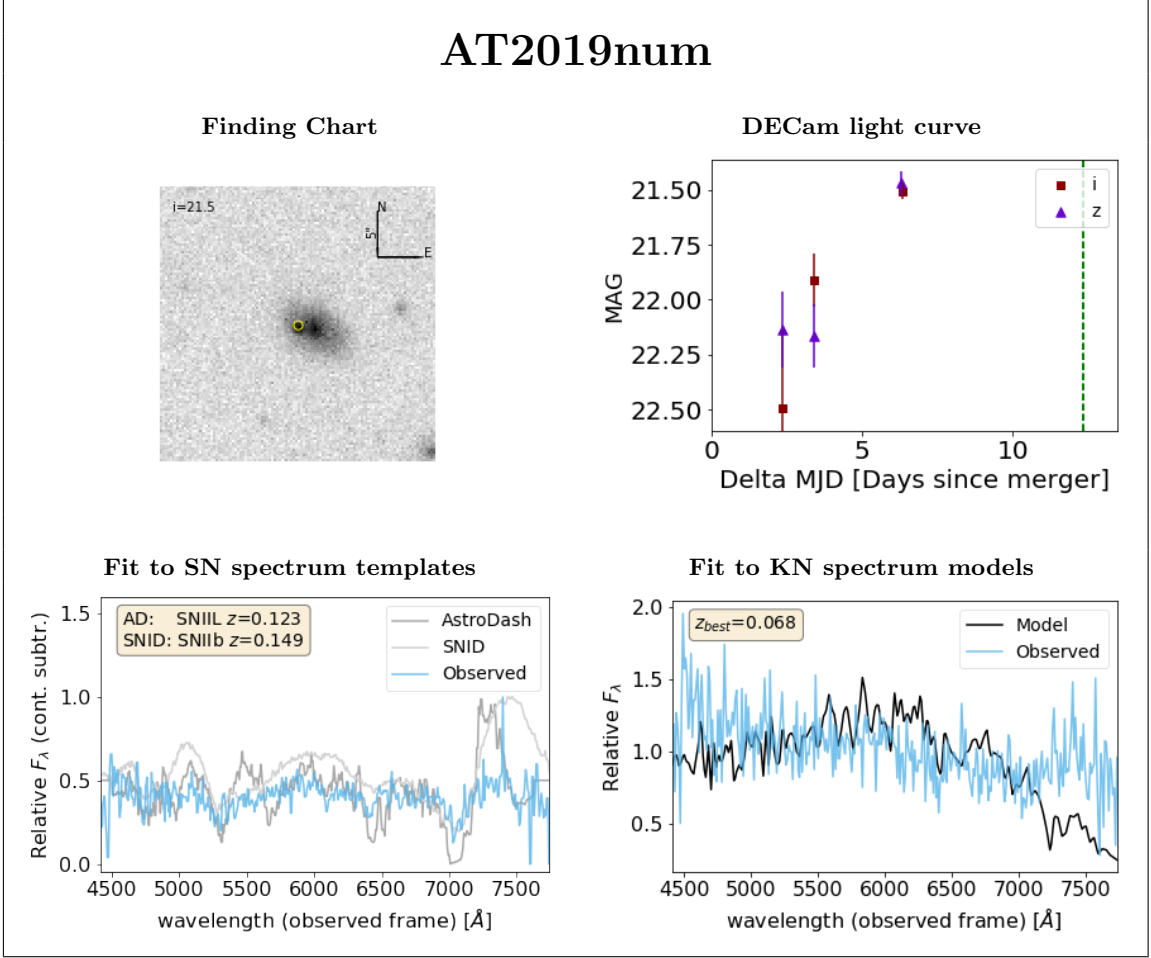 AT2019num
Finding Chart
i=21.5
N
5"
E
DECam light curve
i
z
21.50
21.75
22.00
22.25
22.50
MAG
0 5 10
Delta MJD [Days since merger]
Fit to SN spectrum templates
AD: SNIIL z=0.123
SNID: SNIIb z=0.149
AstroDash
SNID
Observed
1.5
1.0
0.5
0.0
Relative Fλ (cont. subtr.)
4500 5000 5500 6000 6500 7000 7500
wavelength (observed frame) [Å]
Fit to KN spectrum models
zbest=0.068
Model
Observed
2.0
1.5
1.0
0.5
Relative Fλ
4500 5000 5500 6000 6500 7000 7500
wavelength (observed frame) [Å]